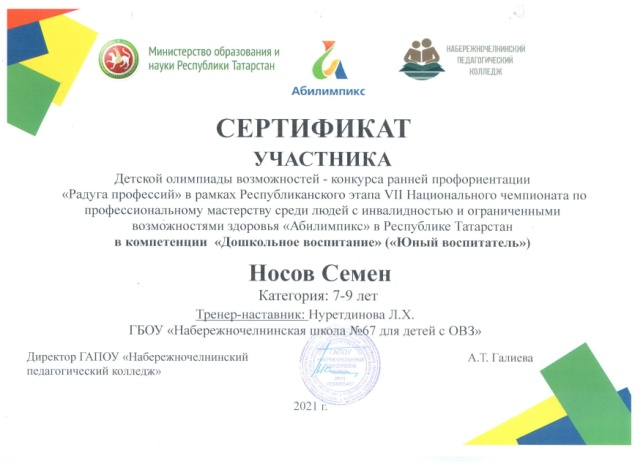 Министерство образования и
науки Республики Татарстан
Абилимпикс
НАБЕРЕЖНОЧЕЛНИНСКИЙ
ПЕДАГОГИЧЕСКИЙ
КОЛЛЕДЖ
СЕРТИФИКАТ
УЧАСТНИКА
Детской олимпиады возможностей - конкурса ранней профориентации
«Радуга профессий» в рамках Республиканского этапа VII Национального чемпионата по
профессиональному мастерству среди людей с инвалидностью и ограниченными
возможностями здоровья «Абилимпикс» в Республике Татарстан
в компетенции «Дошкольное воспитание» («Юный воспитатель»)
Носов Семен
Категория: 7-9 лет
Тренер-наставник: Нуретдинова Л.Х.
ГБОУ «Набережночелнинская школа №67 для детей с ОВЗ»
Директор ГАПОУ «Набережночелнинский
педагогический колледж»
А.Т. Галиева
ГАПОУ
2021 г.